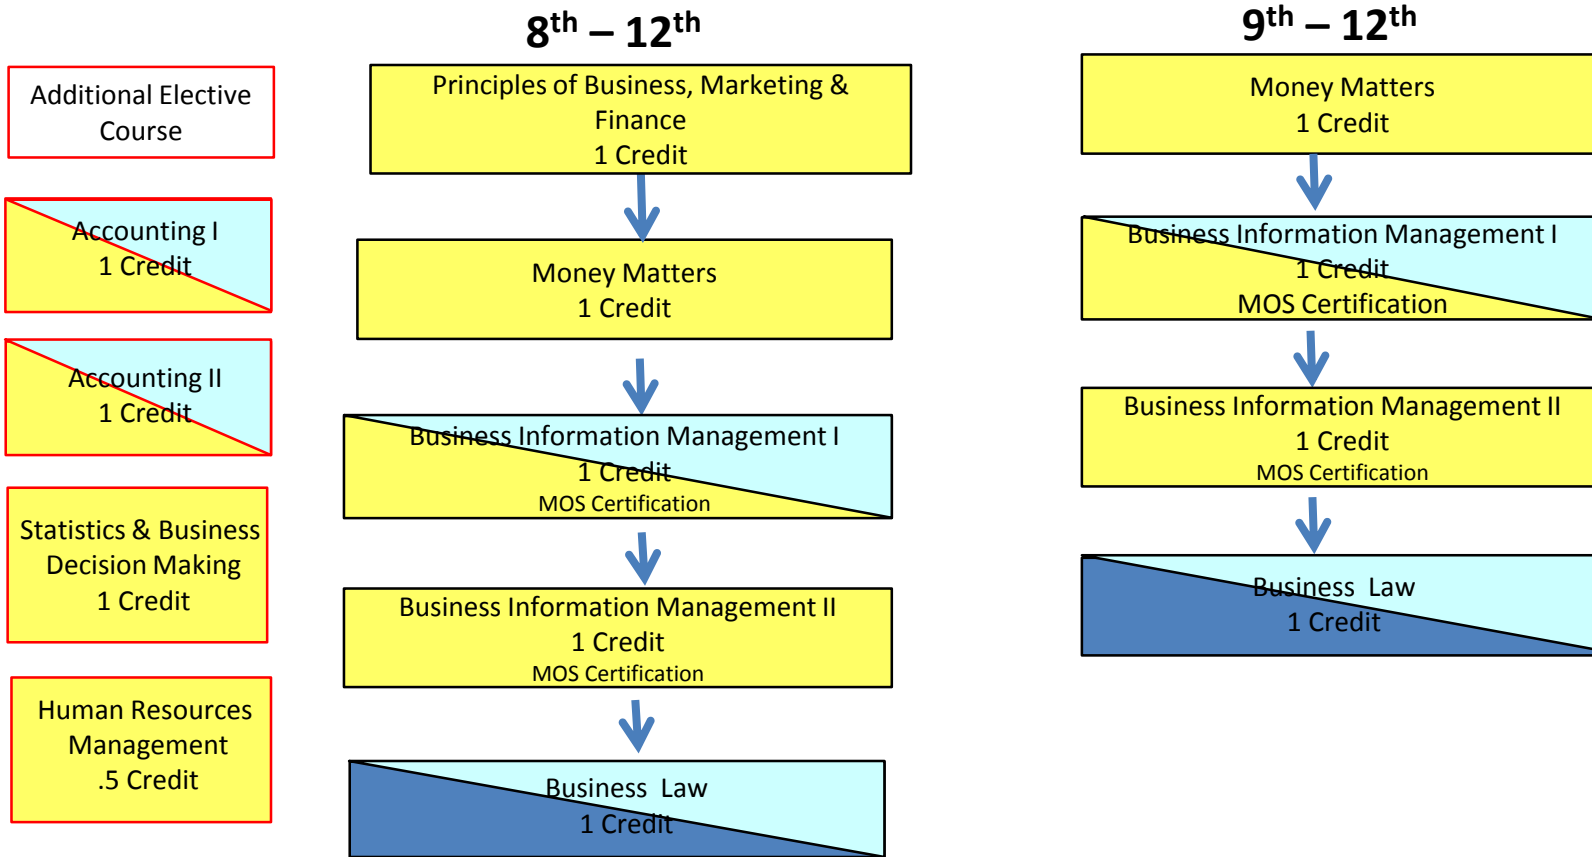 Additional Elective
Course
Accounting I
1 Credit
Accounting II
1 Credit
Statistics & Business
Decision Making
1 Credit
Human Resources
Management
.5 Credit
8th – 12th
Principles of Business, Marketing &
Finance
1 Credit
Money Matters
1 Credit
Business Information Management I
1 Credit
MOS Certification
Business Information Management II
1 Credit
MOS Certification
Business Law
1 Credit
9th – 12th
Money Matters
1 Credit
Business Information Management I
1 Credit
MOS Certification
Business Information Management II
1 Credit
MOS Certification
Business Law
1 Credit